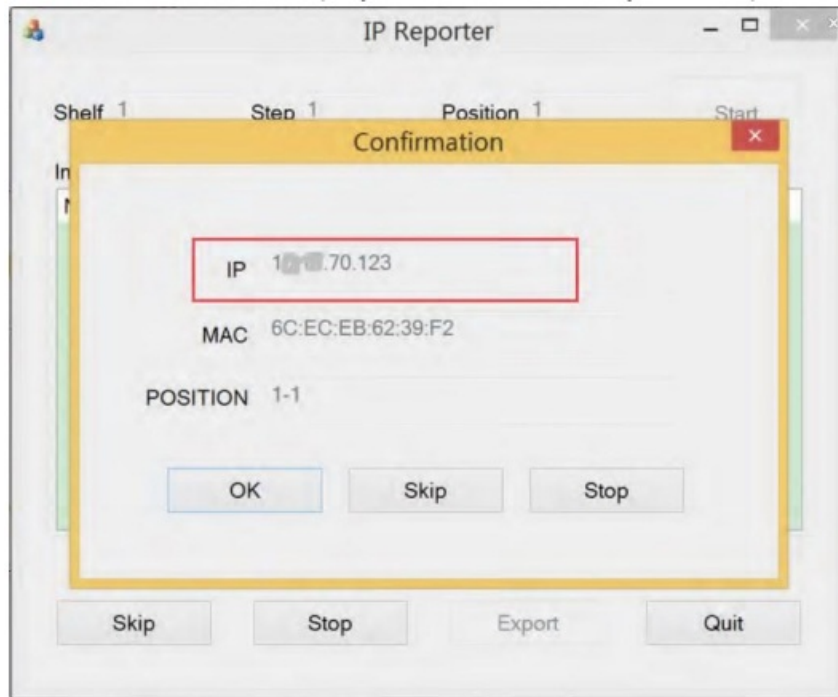 IP Reporter
Shelf 1 Step 1 Position 1 Start
Confirmation
IP .70.123
MAC 6C:EC:EB:62:39:F2
POSITION 1-1
OK Skip Stop
Skip Stop Export Quit